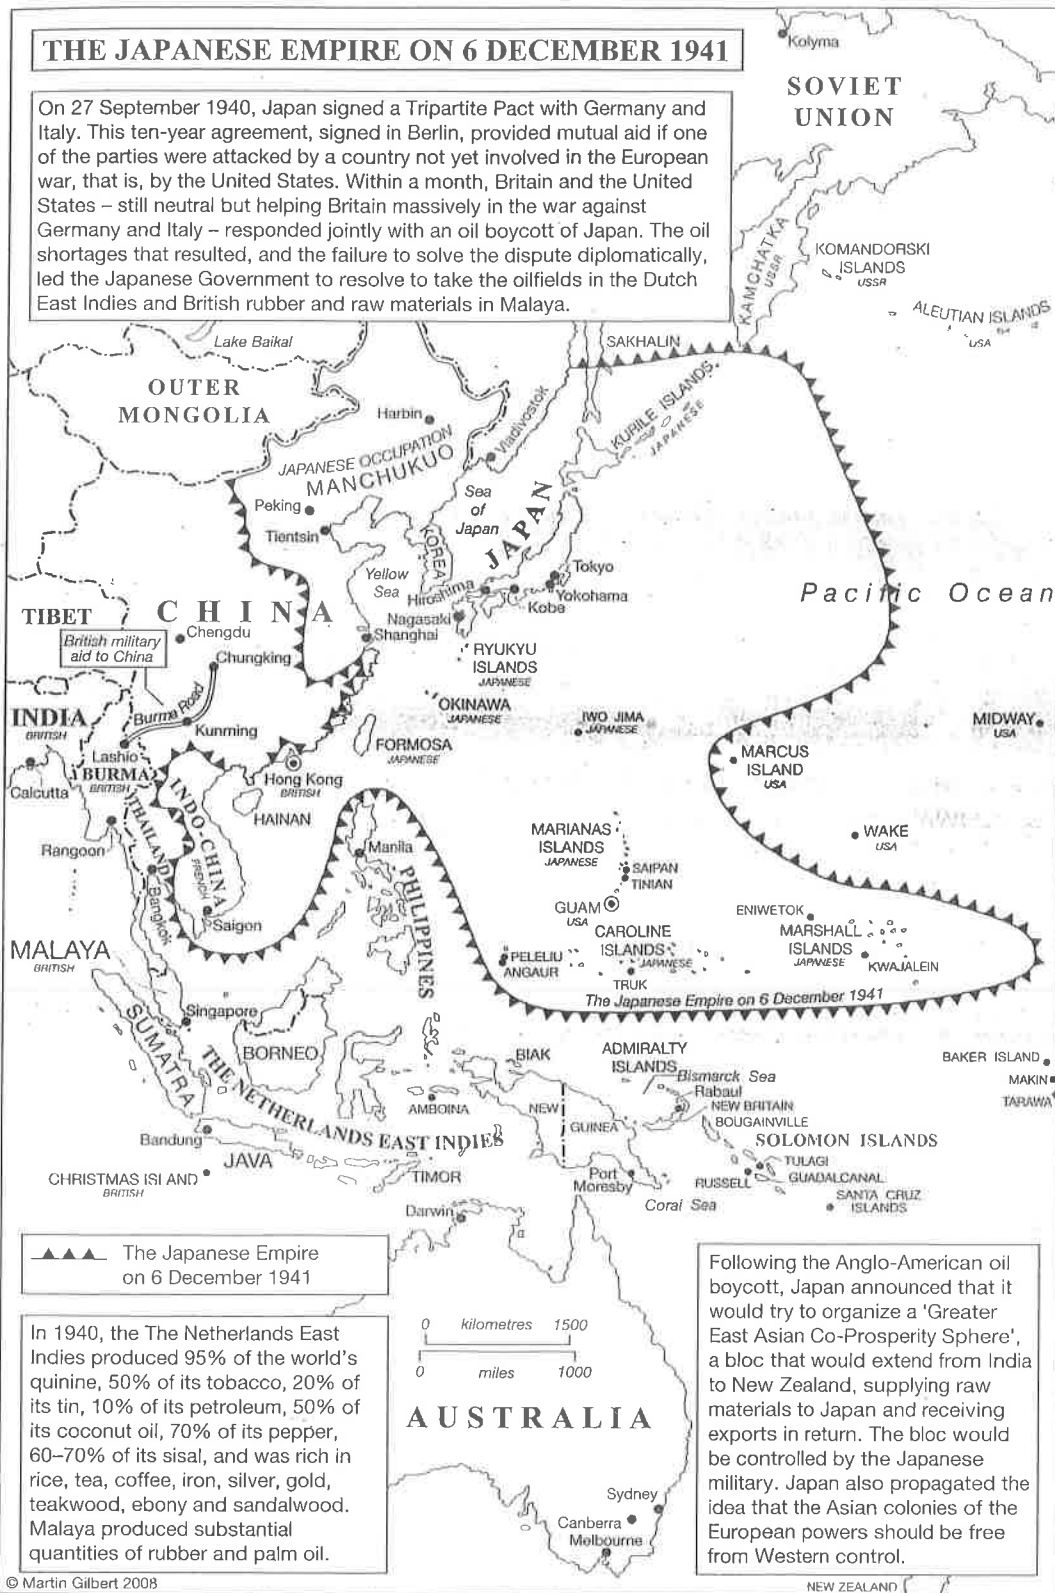 THE JAPANESE EMPIRE ON 6 DECEMBER 1941
On 27 September 1940, Japan signed a Tripartite Pact with Germany and
Italy. This ten-year agreement, signed in Berlin, provided mutual aid if one
of the parties were attacked by a country not yet involved in the European
war, that is, by the United States. Within a month, Britain and the United
States – still neutral but helping Britain massively in the war against
Germany and Italy – responded jointly with an oil boycott of Japan. The oil
shortages that resulted, and the failure to solve the dispute diplomatically,
led the Japanese Government to resolve to take the oilfields in the Dutch
East Indies and British rubber and raw materials in Malaya.
Kolyma
SOVIET
UNION
KAMCHATKA
USSR
KOMANDORSKI
ISLANDS
USSR
ALEUTIAN ISLANDS
USA
Lake Baikal
SAKHALIN
OUTER
MONGOLIA
Harbin
Vladivostok
KURILE ISLANDS
JAPANESE
JAPANESE OCCUPATION
MANCHUKUO
Peking
Tientsin
Sea
of
Japan
JAPAN
KOREA
Yellow
Sea
Hiroshima
Tokyo
Yokohama
Kobe
Nagasaki
Pacific Ocean
TIBET
CHINA
Chengdu
Shanghai
British military
aid to China
Chungking
RYUKYU
ISLANDS
JAPANESE
INDIA
BRITISH
Burma Road
Kunming
OKINAWA
JAPANESE
IWO JIMA
JAPANESE
MIDWAY
USA
Lashio
FORMOSA
JAPANESE
MARCUS
ISLAND
USA
Calcutta
BURMA
BRITISH
Hong Kong
BRITISH
INDO-CHINA
FRENCH
HAINAN
THAILAND
Rangoon
Bangkok
Manila
MARIANAS
ISLANDS
JAPANESE
WAKE
USA
SAIPAN
TINIAN
PHILIPPINES
Saigon
GUAM
USA
ENIWETOK
MALAYA
BRITISH
CAROLINE
ISLANDS
JAPANESE
MARSHALL
ISLANDS
JAPANESE
KWAJALEIN
PELELIU
ANGAUR
TRUK
The Japanese Empire on 6 December 1941
Singapore
SUMATRA
BORNEO
THE NETHERLANDS EAST INDIES
BIAK
ADMIRALTY
ISLANDS
Bismarck Sea
Rabaul
NEW BRITAIN
BOUGAINVILLE
BAKER ISLAND
MAKIN
TARAWA
AMBOINA
NEW GUINEA
SOLOMON ISLANDS
Bandung
JAVA
TULAGI
GUADALCANAL
CHRISTMAS ISLAND
BRITISH
TIMOR
Port
Moresby
RUSSELL
SANTA CRUZ
ISLANDS
Coral Sea
Darwin
The Japanese Empire
on 6 December 1941
0 kilometres 1500
0 miles 1000
In 1940, the The Netherlands East
Indies produced 95% of the world's
quinine, 50% of its tobacco, 20% of
its tin, 10% of its petroleum, 50% of
its coconut oil, 70% of its pepper,
60–70% of its sisal, and was rich in
rice, tea, coffee, iron, silver, gold,
teakwood, ebony and sandalwood.
Malaya produced substantial
quantities of rubber and palm oil.
AUSTRALIA
Sydney
Canberra
Melbourne
Following the Anglo-American oil
boycott, Japan announced that it
would try to organize a 'Greater
East Asian Co-Prosperity Sphere',
a bloc that would extend from India
to New Zealand, supplying raw
materials to Japan and receiving
exports in return. The bloc would
be controlled by the Japanese
military. Japan also propagated the
idea that the Asian colonies of the
European powers should be free
from Western control.
© Martin Gilbert 2008
NEW ZEALAND